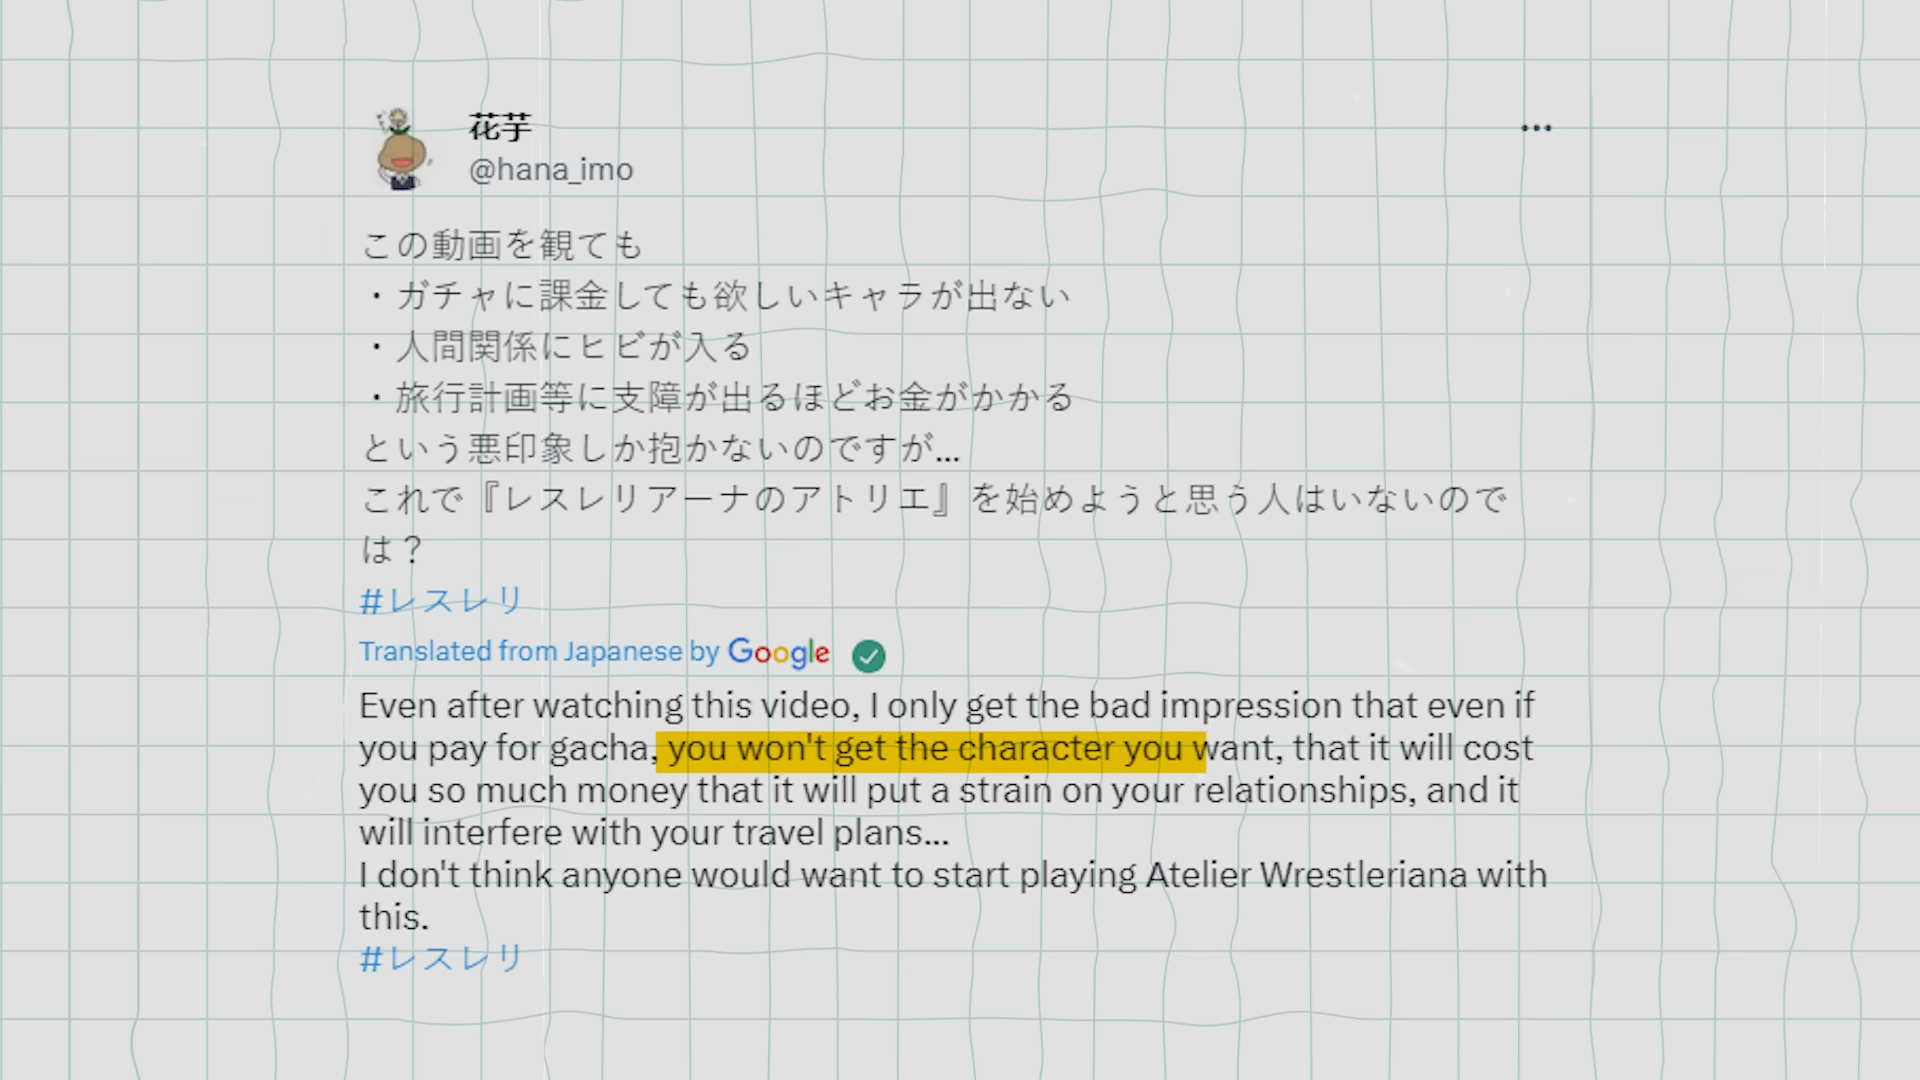 花芋
@hana_imo
この動画を観ても
・ガチャに課金しても欲しいキャラが出ない
・人間関係にヒビが入る
・旅行計画等に支障が出るほどお金がかかる
という悪印象しか抱かないのですが...
これで『レスレリアーナのアトリエ』を始めようと思う人はいないので
は？
#レスレリ
Translated from Japanese by Google
Even after watching this video, I only get the bad impression that even if
you pay for gacha, you won't get the character you want, that it will cost
you so much money that it will put a strain on your relationships, and it
will interfere with your travel plans...
I don't think anyone would want to start playing Atelier Wrestleriana with
this.
#レスレリ